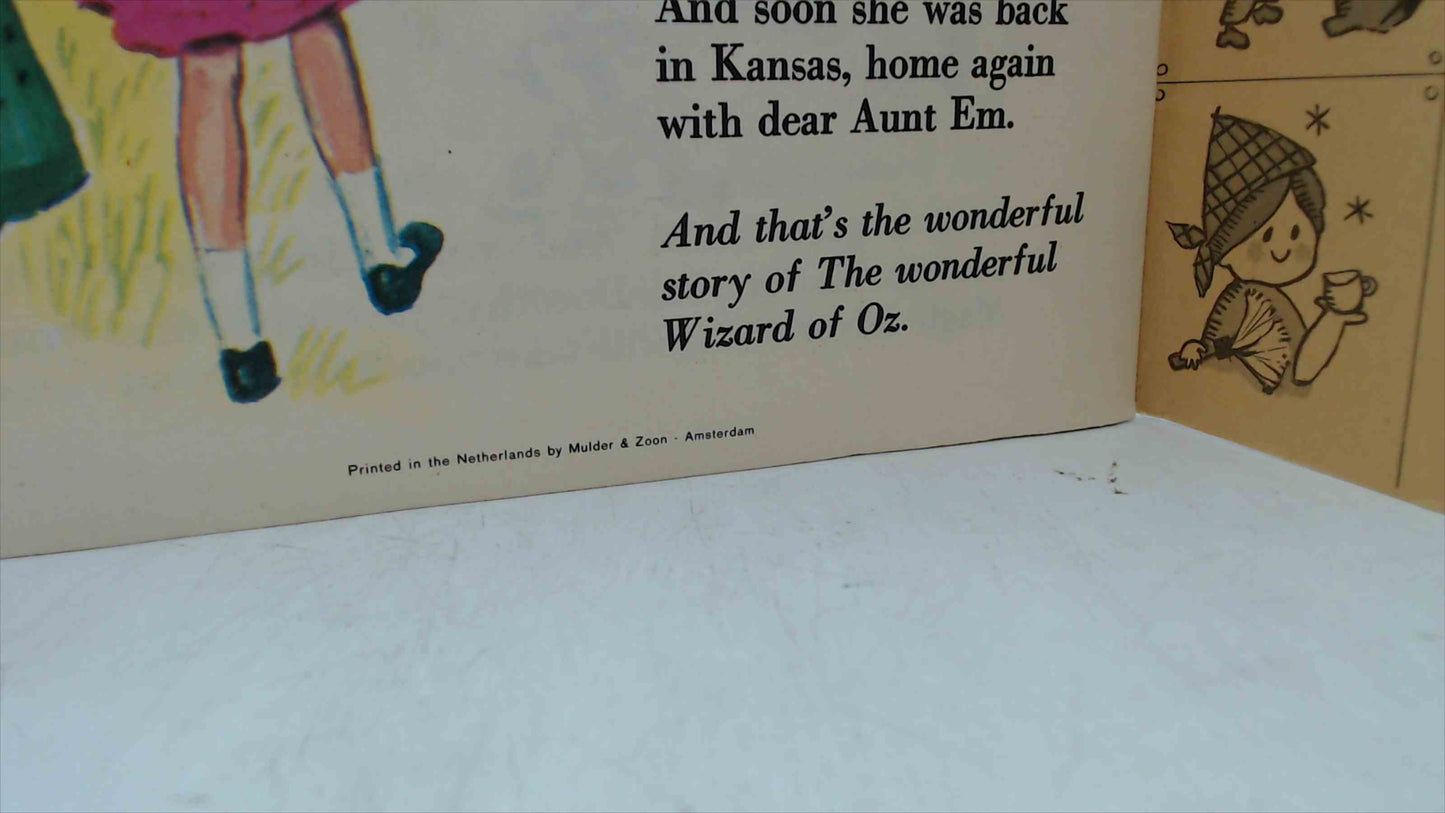 And soon she was back
in Kansas, home again
with dear Aunt Em.
And that's the wonderful
story of The wonderful
Wizard of Oz.
Printed in the Netherlands by Mulder & Zoon - Amsterdam